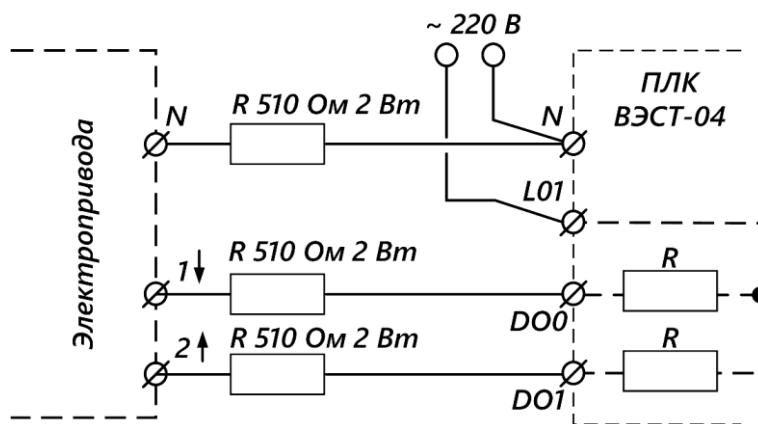 ~ 220 В
ПЛК
ВЭСТ-04
N
R 510 Ом 2 Вт
N
L01
Электропривода
1
R 510 Ом 2 Вт
DO0
R
2
R 510 Ом 2 Вт
DO1
R